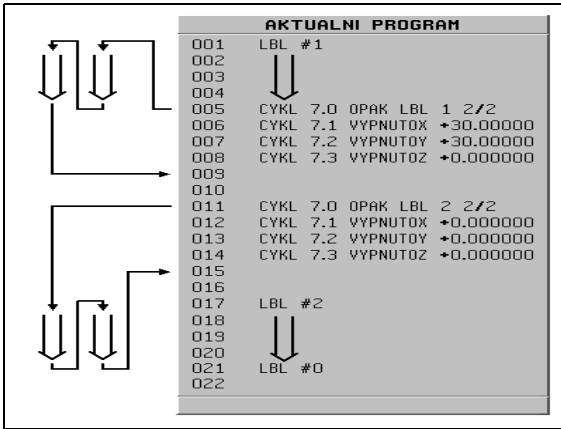 AKTUALNI PROGRAM
001 LBL #1
002
003
004
005 CYKL 7.0 OPAK LBL 1 2/2
006 CYKL 7.1 VYPNUTOX +30.00000
007 CYKL 7.2 VYPNUTOY +30.00000
008 CYKL 7.3 VYPNUTOZ +0.000000
009
010
011 CYKL 7.0 OPAK LBL 2 2/2
012 CYKL 7.1 VYPNUTOX +0.000000
013 CYKL 7.2 VYPNUTOY +0.000000
014 CYKL 7.3 VYPNUTOZ +0.000000
015
016
017 LBL #2
018
019
020
021 LBL #0
022